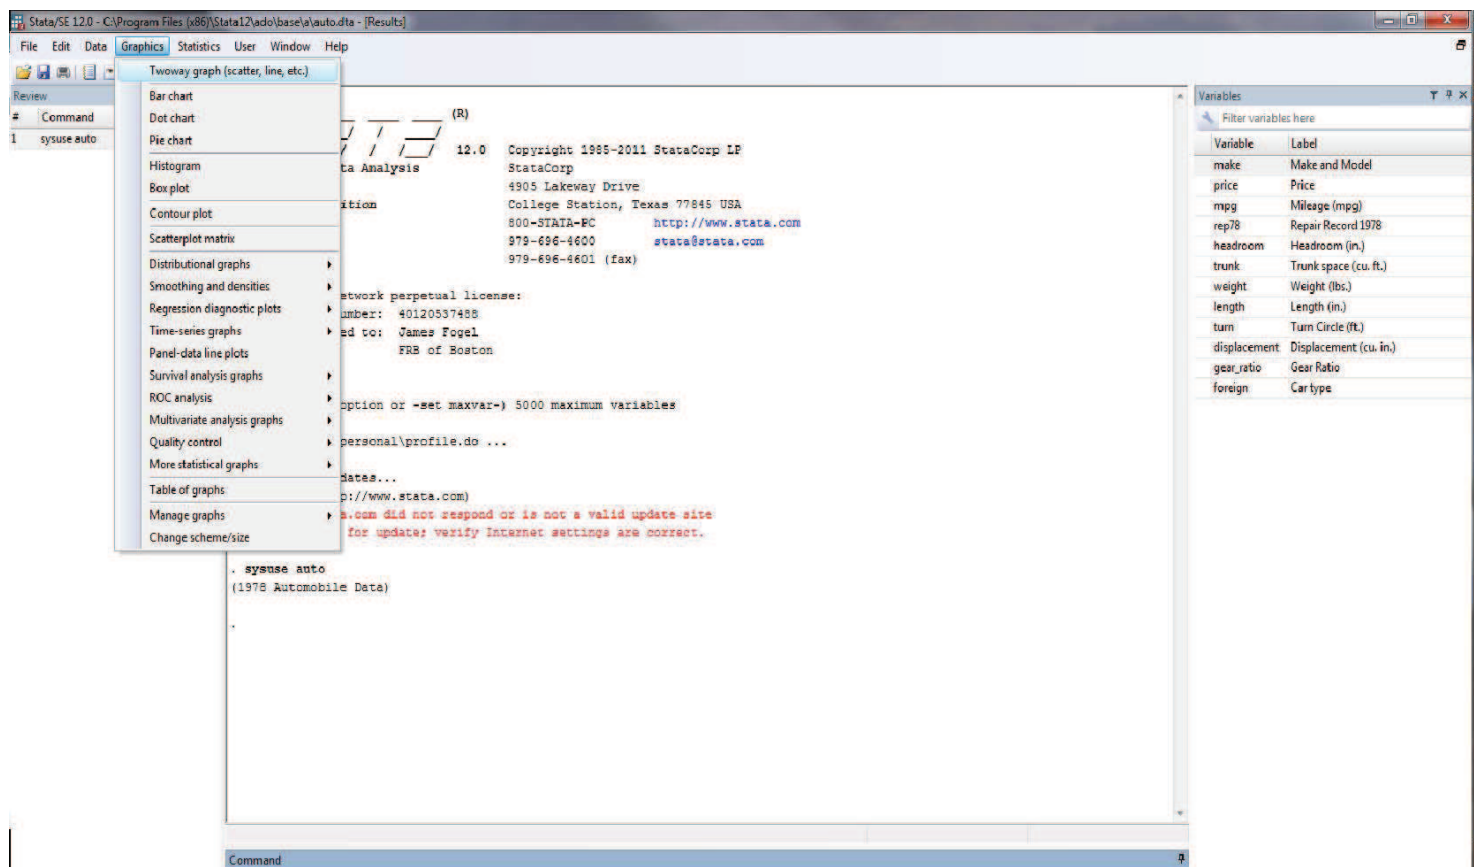 Stata/SE 12.0 - C:\Program Files (x86)\Stata12\ado\base\a\auto.dta - [Results]
File Edit Data Graphics Statistics User Window Help
Twoway graph (scatter, line, etc.)
Bar chart
Dot chart
Pie chart
Histogram
Box plot
Contour plot
Scatterplot matrix
Distributional graphs
Smoothing and densities
Regression diagnostic plots
Time-series graphs
Panel-data line plots
Survival analysis graphs
ROC analysis
Multivariate analysis graphs
Quality control
More statistical graphs
Table of graphs
Manage graphs
Change scheme/size
Review
# Command
1 sysuse auto
(R)
12.0 Copyright 1985-2011 StataCorp LP
ta Analysis StataCorp
4905 Lakeway Drive
ition College Station, Texas 77845 USA
800-STATA-PC http://www.stata.com
979-696-4600 stata@stata.com
979-696-4601 (fax)
etwork perpetual license:
umber: 40120537488
ed to: James Fogel
FRB of Boston
option or -set maxvar-) 5000 maximum variables
personal\profile.do ...
dates...
p://www.stata.com)
a.com did not respond or is not a valid update site
for update; verify Internet settings are correct.
. sysuse auto
(1978 Automobile Data)
.
Command
Variables
Filter variables here
Variable Label
make Make and Model
price Price
mpg Mileage (mpg)
rep78 Repair Record 1978
headroom Headroom (in.)
trunk Trunk space (cu. ft.)
weight Weight (lbs.)
length Length (in.)
turn Turn Circle (ft.)
displacement Displacement (cu. in.)
gear_ratio Gear Ratio
foreign Car type